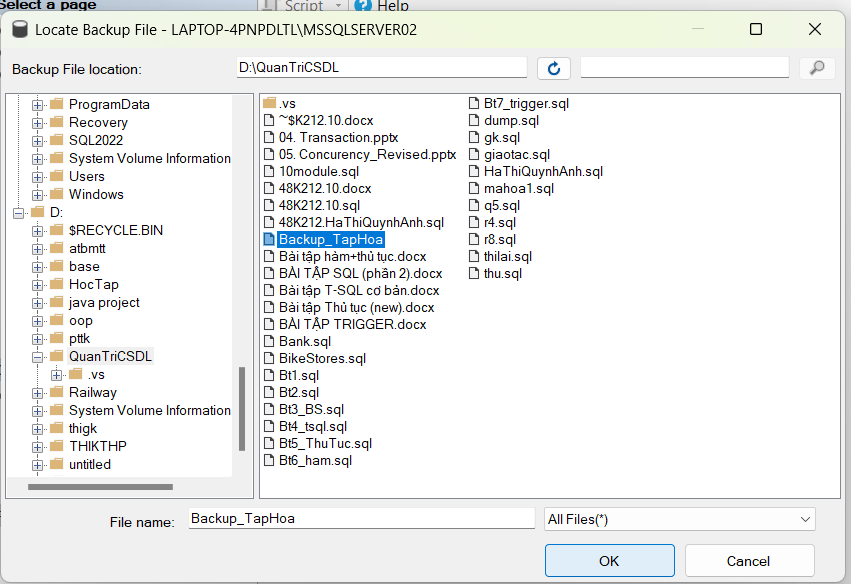 Select a page
Script
Help
Locate Backup File - LAPTOP-4PNPDLTL\MSSQLSERVER02
Backup File location:
D:\QuanTriCSDL
ProgramData
Recovery
SQL2022
System Volume Information
Users
Windows
D:
$RECYCLE.BIN
atbmtt
base
HocTap
java project
oop
pttk
QuanTriCSDL
.vs
Railway
System Volume Information
thigk
THIKTHP
untitled
.vs
~$K212.10.docx
04. Transaction.pptx
05. Concurency_Revised.pptx
10module.sql
48K212.10.docx
48K212.10.sql
48K212.HaThiQuynhAnh.sql
Backup_TapHoa
Bài tập hàm+thủ tục.docx
BÀI TẬP SQL (phần 2).docx
Bài tập T-SQL cơ bản.docx
Bài tập Thủ tục (new).docx
BÀI TẬP TRIGGER.docx
Bank.sql
BikeStores.sql
Bt1.sql
Bt2.sql
Bt3_BS.sql
Bt4_tsql.sql
Bt5_ThuTuc.sql
Bt6_ham.sql
Bt7_trigger.sql
dump.sql
gk.sql
giaotac.sql
HaThiQuynhAnh.sql
mahoa1.sql
q5.sql
r4.sql
r8.sql
thilai.sql
thu.sql
File name:
Backup_TapHoa
All Files(*)
OK
Cancel